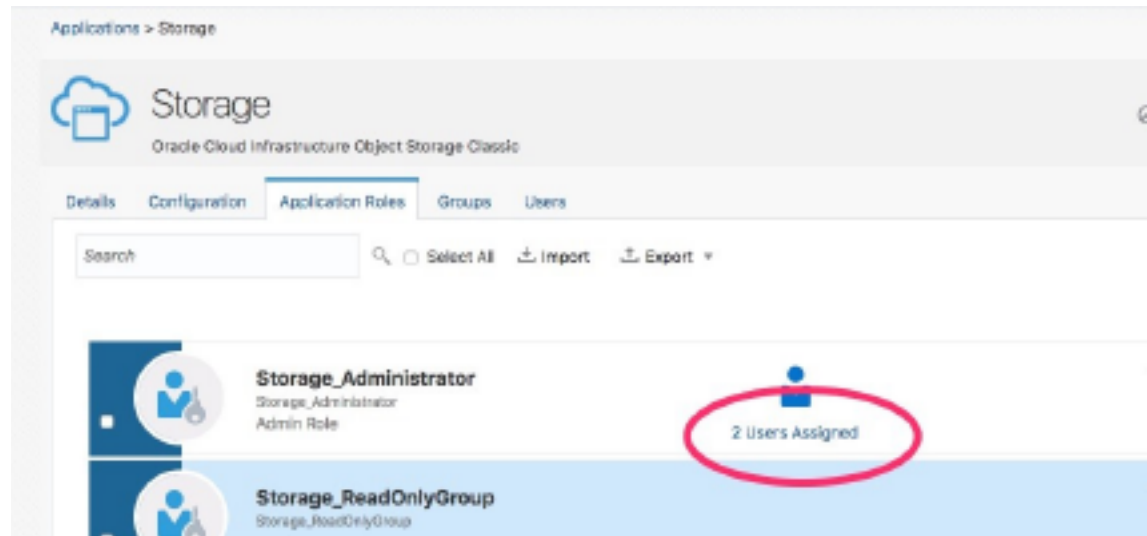 Applications > Storage
Storage
Oracle Cloud Infrastructure Object Storage Classic
Details Configuration Application Roles Groups Users
Search Select All Import Export
Storage_Administrator
Storage_Administrator
Admin Role
2 Users Assigned
Storage_ReadOnlyGroup
Storage_ReadOnlyGroup